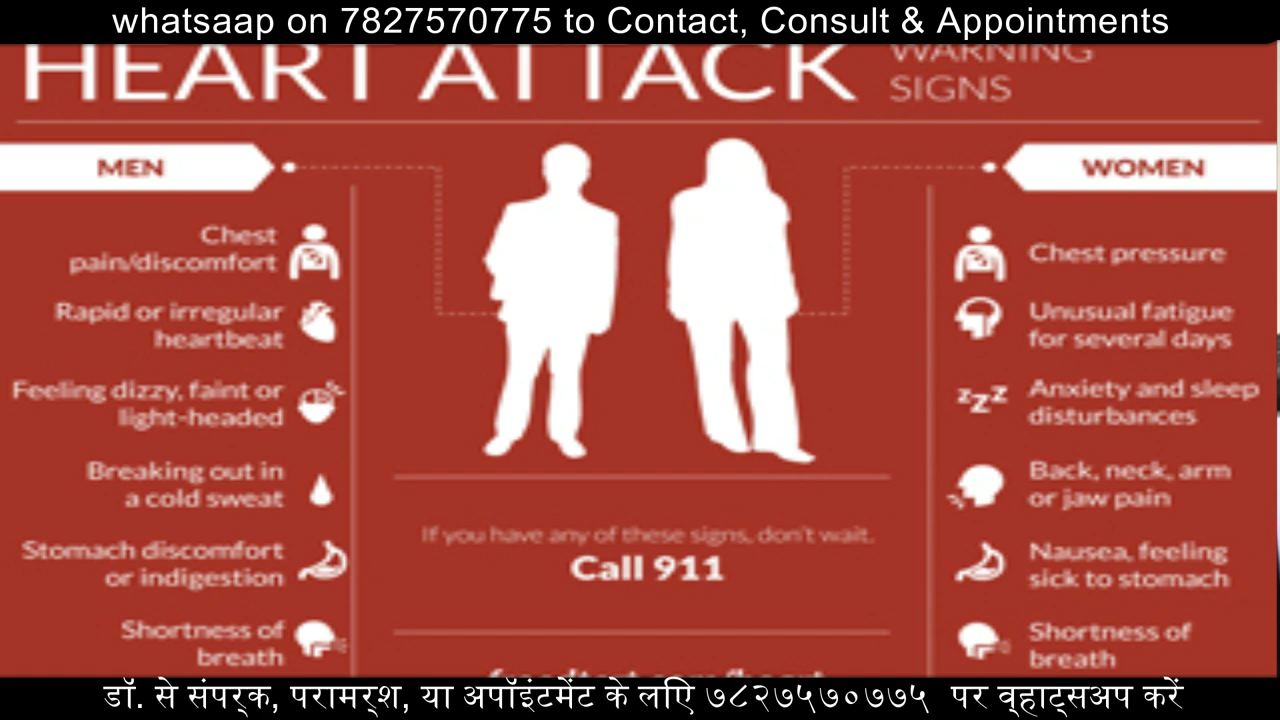 whatsaap on 7827570775 to Contact, Consult & Appointments
HEART ATTACK
WARNING
SIGNS
MEN
Chest
pain/discomfort
Rapid or irregular
heartbeat
Feeling dizzy, faint or
light-headed
Breaking out in
a cold sweat
Stomach discomfort
or indigestion
Shortness of
breath
If you have any of these signs, don't wait.
Call 911
WOMEN
Chest pressure
Unusual fatigue
for several days
Anxiety and sleep
disturbances
Back, neck, arm
or jaw pain
Nausea, feeling
sick to stomach
Shortness of
breath
डॉ. से संपर्क, परामर्श, या अपॉइंटमेंट के लिए ७८२७५७०७७५ पर व्हाट्सअप करें